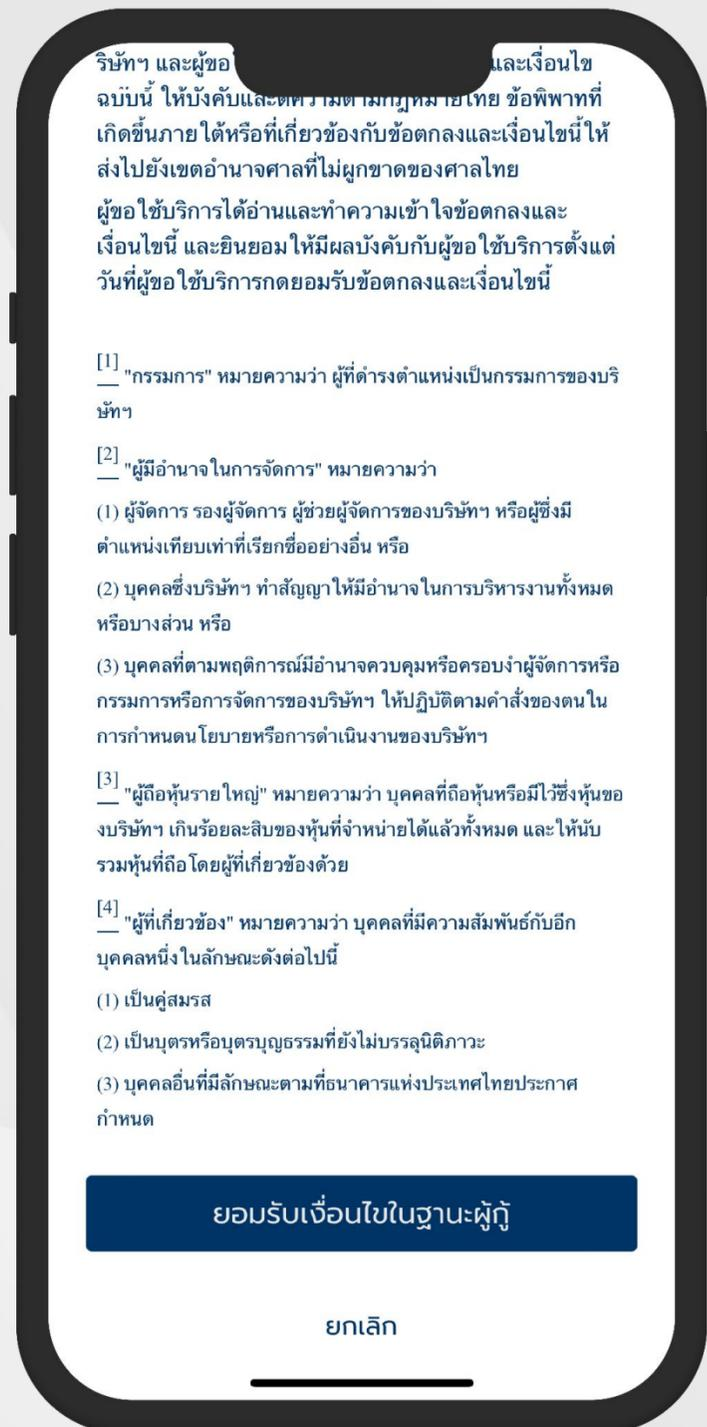 ริษัทฯ และผู้ขอ และเงื่อนไข
ฉบับนี้ ให้บังคับและตีความตามกฎหมายไทย ข้อพิพาทที่
เกิดขึ้นภายใต้หรือที่เกี่ยวข้องกับข้อตกลงและเงื่อนไขนี้ให้
ส่งไปยังเขตอำนาจศาลที่ไม่ผูกขาดของศาลไทย
ผู้ขอใช้บริการได้อ่านและทำความเข้าใจข้อตกลงและ
เงื่อนไขนี้ และยินยอมให้มีผลบังคับกับผู้ขอใช้บริการตั้งแต่
วันที่ผู้ขอใช้บริการกดยอมรับข้อตกลงและเงื่อนไขนี้
[1] "กรรมการ" หมายความว่า ผู้ที่ดำรงตำแหน่งเป็นกรรมการของบริ
ษัทฯ
[2] "ผู้มีอำนาจในการจัดการ" หมายความว่า
(1) ผู้จัดการ รองผู้จัดการ ผู้ช่วยผู้จัดการของบริษัทฯ หรือผู้ซึ่งมี
ตำแหน่งเทียบเท่าที่เรียกชื่ออย่างอื่น หรือ
(2) บุคคลซึ่งบริษัทฯ ทำสัญญาให้มีอำนาจในการบริหารงานทั้งหมด
หรือบางส่วน หรือ
(3) บุคคลที่ตามพฤติการณ์มีอำนาจควบคุมหรือครอบงำผู้จัดการหรือ
กรรมการหรือการจัดการของบริษัทฯ ให้ปฏิบัติตามคำสั่งของตนใน
การกำหนดนโยบายหรือการดำเนินงานของบริษัทฯ
[3] "ผู้ถือหุ้นรายใหญ่" หมายความว่า บุคคลที่ถือหุ้นหรือมีไว้ซึ่งหุ้นขอ
งบริษัทฯ เกินร้อยละสิบของหุ้นที่จำหน่ายได้แล้วทั้งหมด และให้นับ
รวมหุ้นที่ถือโดยผู้ที่เกี่ยวข้องด้วย
[4] "ผู้ที่เกี่ยวข้อง" หมายความว่า บุคคลที่มีความสัมพันธ์กับอีก
บุคคลหนึ่งในลักษณะดังต่อไปนี้
(1) เป็นคู่สมรส
(2) เป็นบุตรหรือบุตรบุญธรรมที่ยังไม่บรรลุนิติภาวะ
(3) บุคคลอื่นที่มีลักษณะตามที่ธนาคารแห่งประเทศไทยประกาศ
กำหนด
ยอมรับเงื่อนไขในฐานะผู้กู้
ยกเลิก